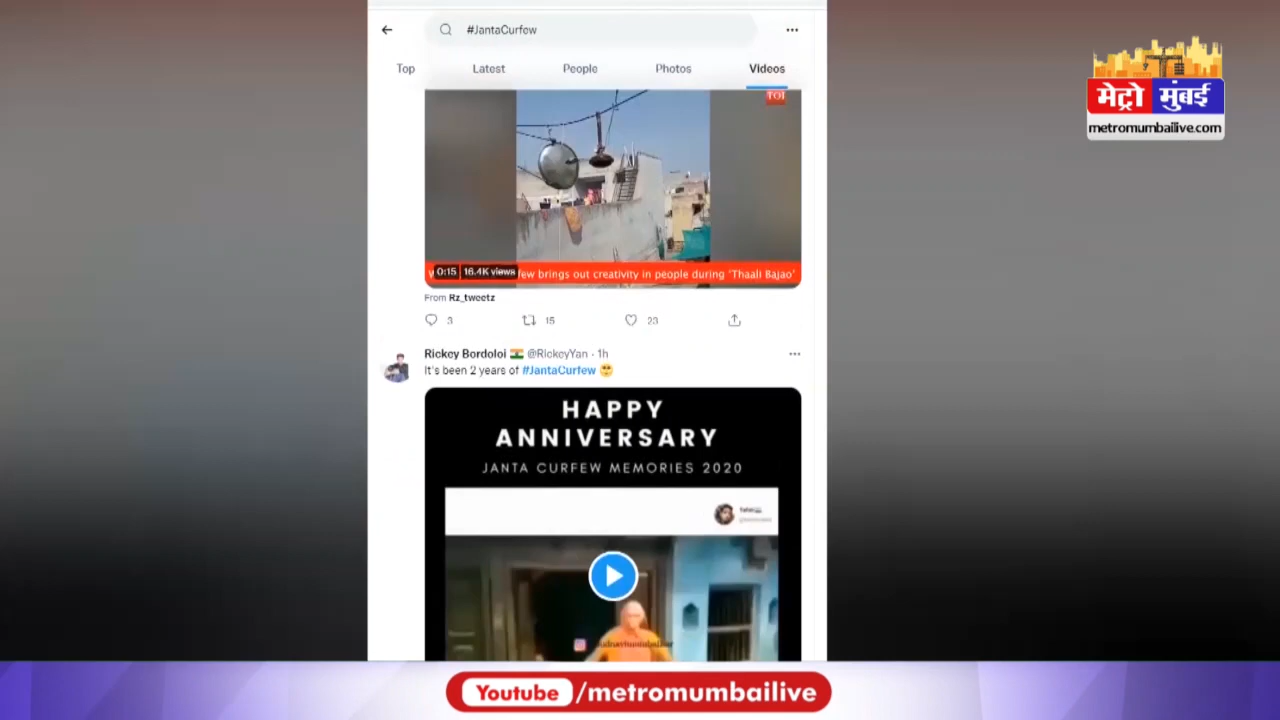 #JantaCurfew
Top Latest People Photos Videos
मेट्रो मुंबई
metromumbailive.com
TOI
0:15 16.4K views few brings out creativity in people during 'Thaali Bajao'
From Rz_tweetz
3 15 23
Rickey Bordoloi @RickeyYan · 1h
It's been 2 years of #JantaCurfew
HAPPY
ANNIVERSARY
JANTA CURFEW MEMORIES 2020
Youtube /metromumbailive